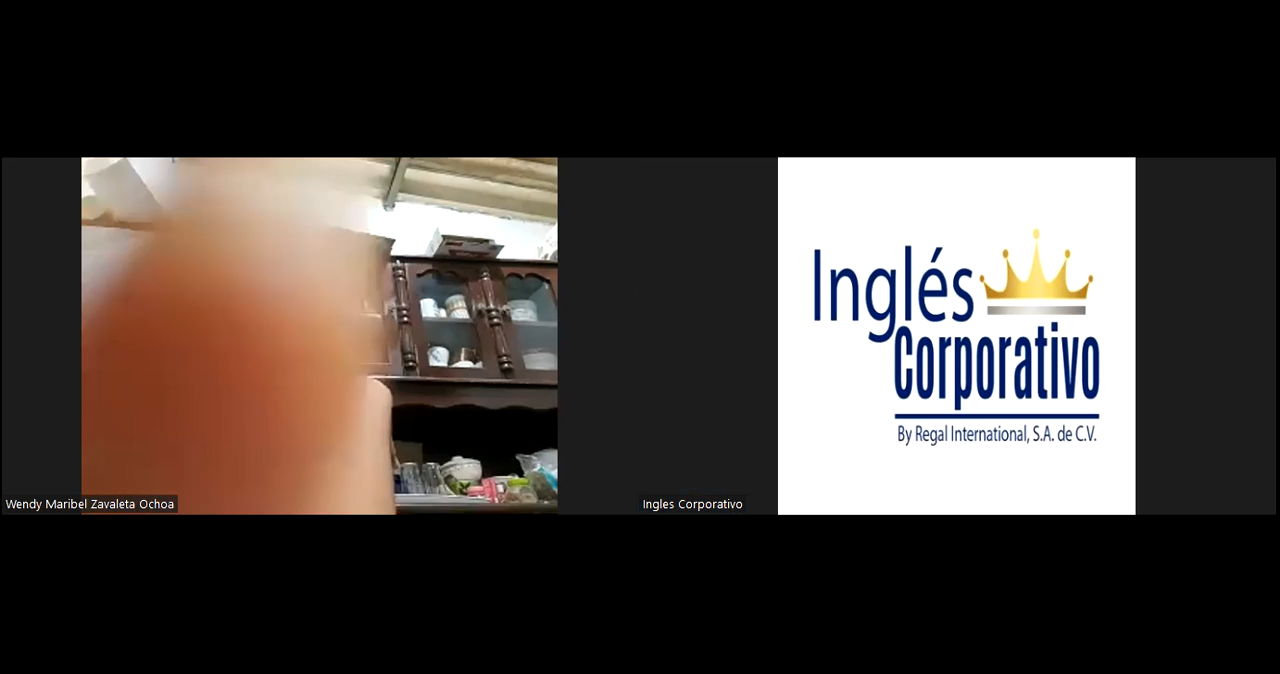 Inglés
Corporativo
By Regal International, S.A. de C.V.
Wendy Maribel Zavaleta Ochoa
Ingles Corporativo